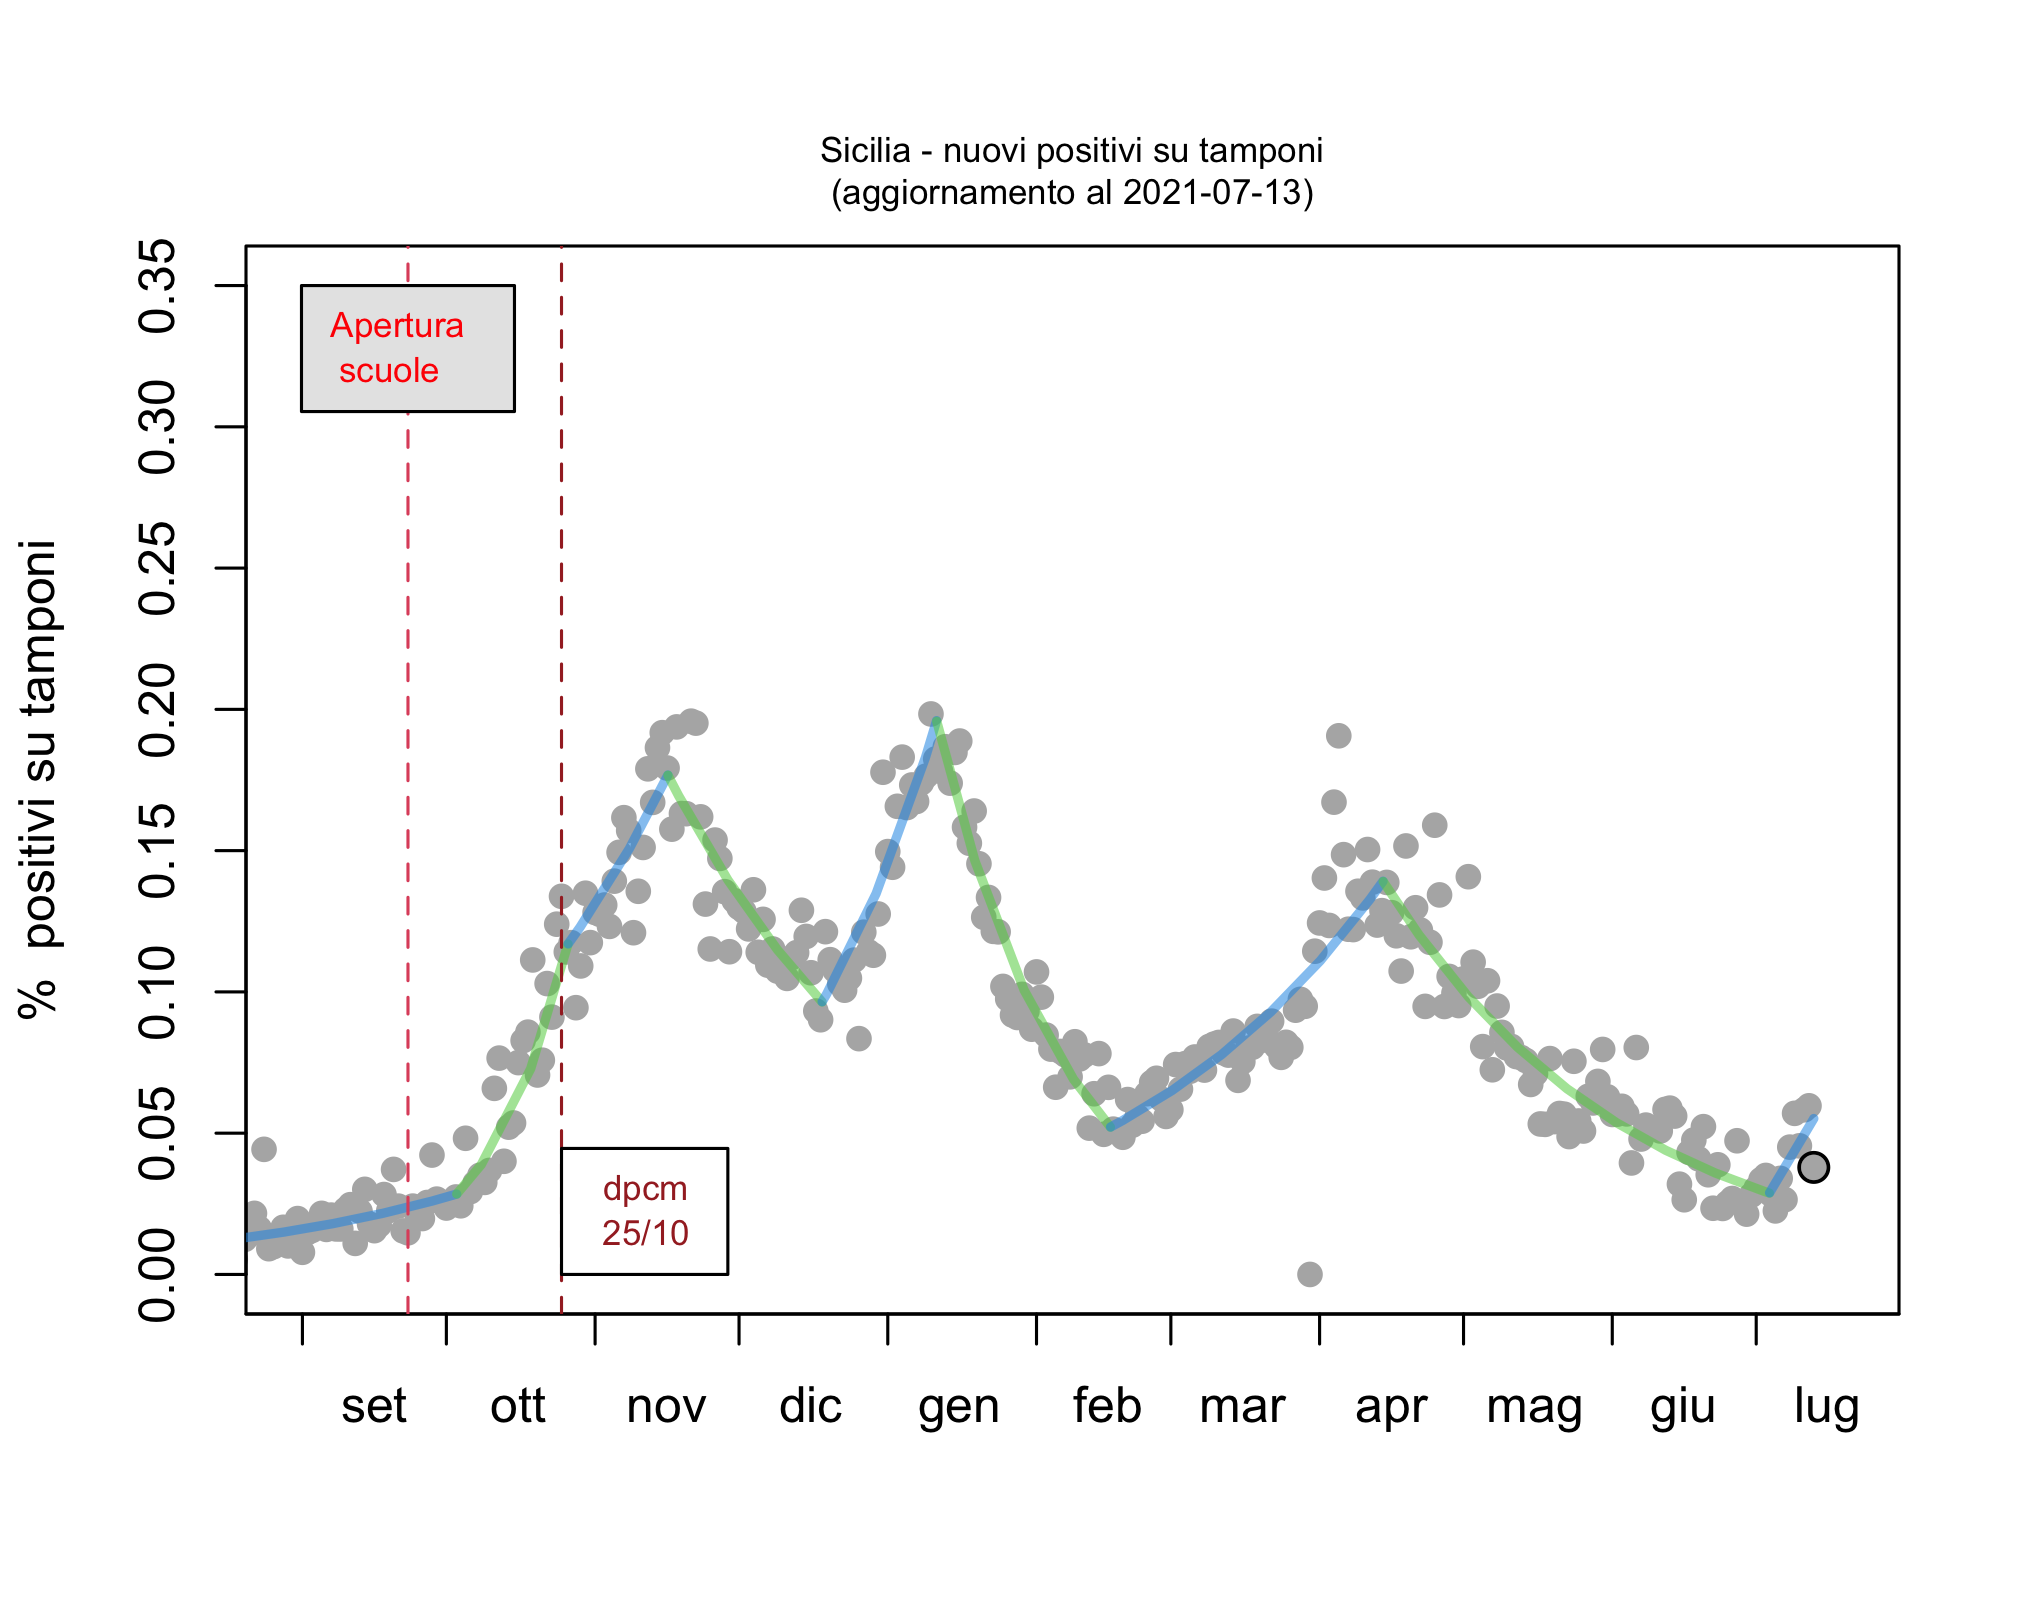 Sicilia - nuovi positivi su tamponi
(aggiornamento al 2021-07-13)
% positivi su tamponi
0.35
0.30
0.25
0.20
0.15
0.10
0.05
0.00
Apertura
scuole
dpcm
25/10
set ott nov dic gen feb mar apr mag giu lug